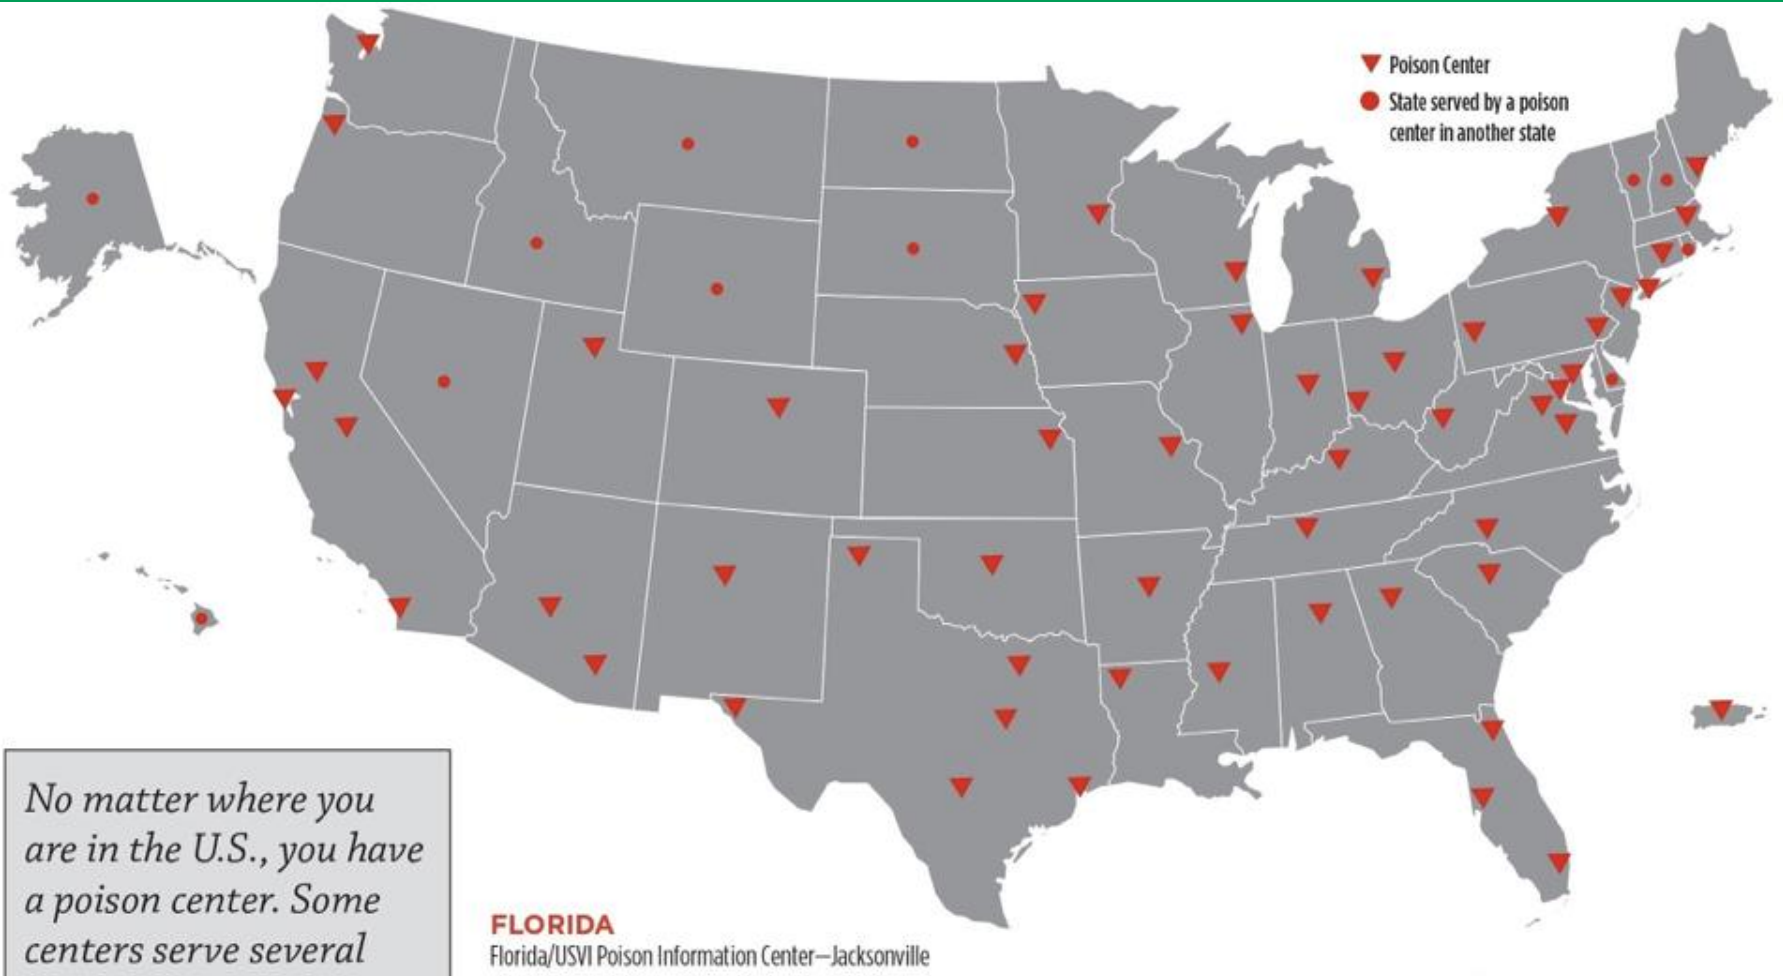 Poison Center
State served by a poison
center in another state
No matter where you
are in the U.S., you have
a poison center. Some
centers serve several
FLORIDA
Florida/USVI Poison Information Center–Jacksonville